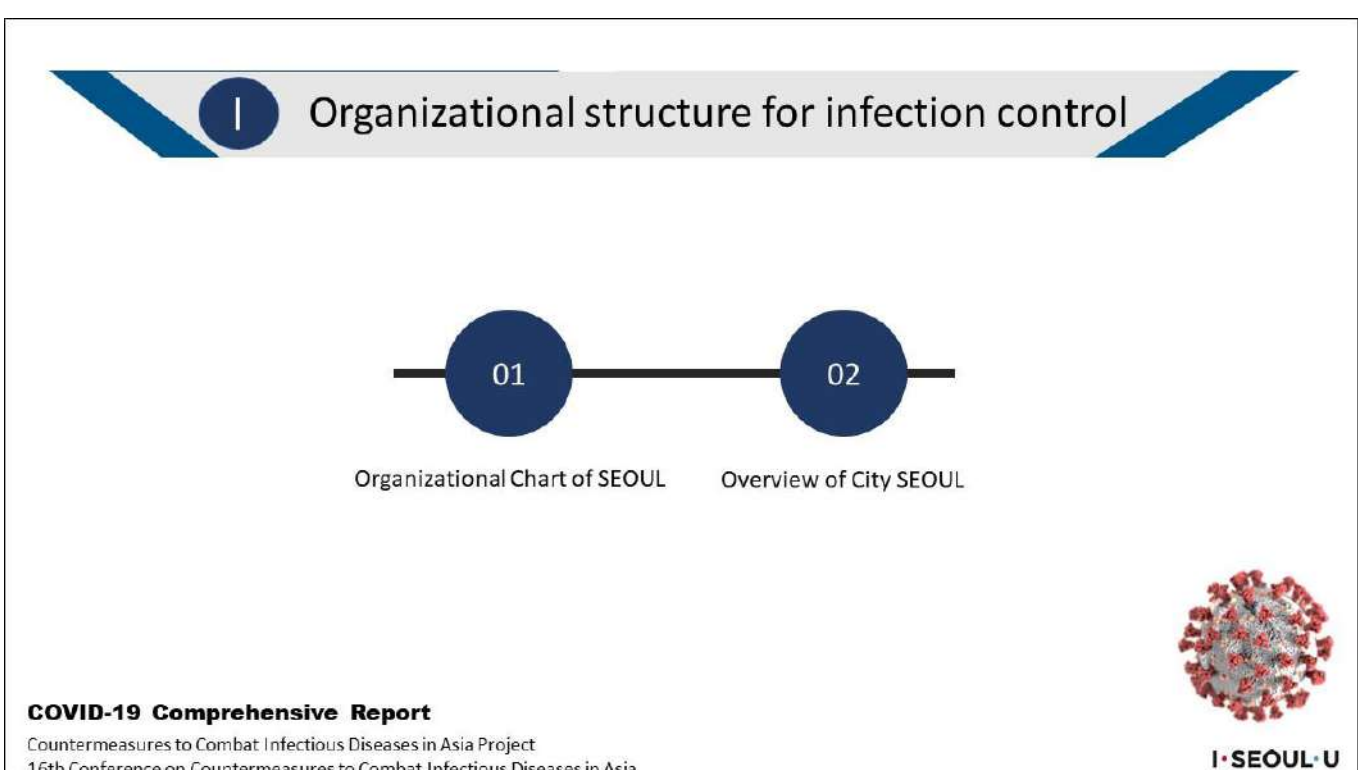 I
Organizational structure for infection control
01
02
Organizational Chart of SEOUL
Overview of City SEOUL
COVID-19 Comprehensive Report
Countermeasures to Combat Infectious Diseases in Asia Project
16th Conference on Countermeasures to Combat Infectious Diseases in Asia
I·SEOUL·U